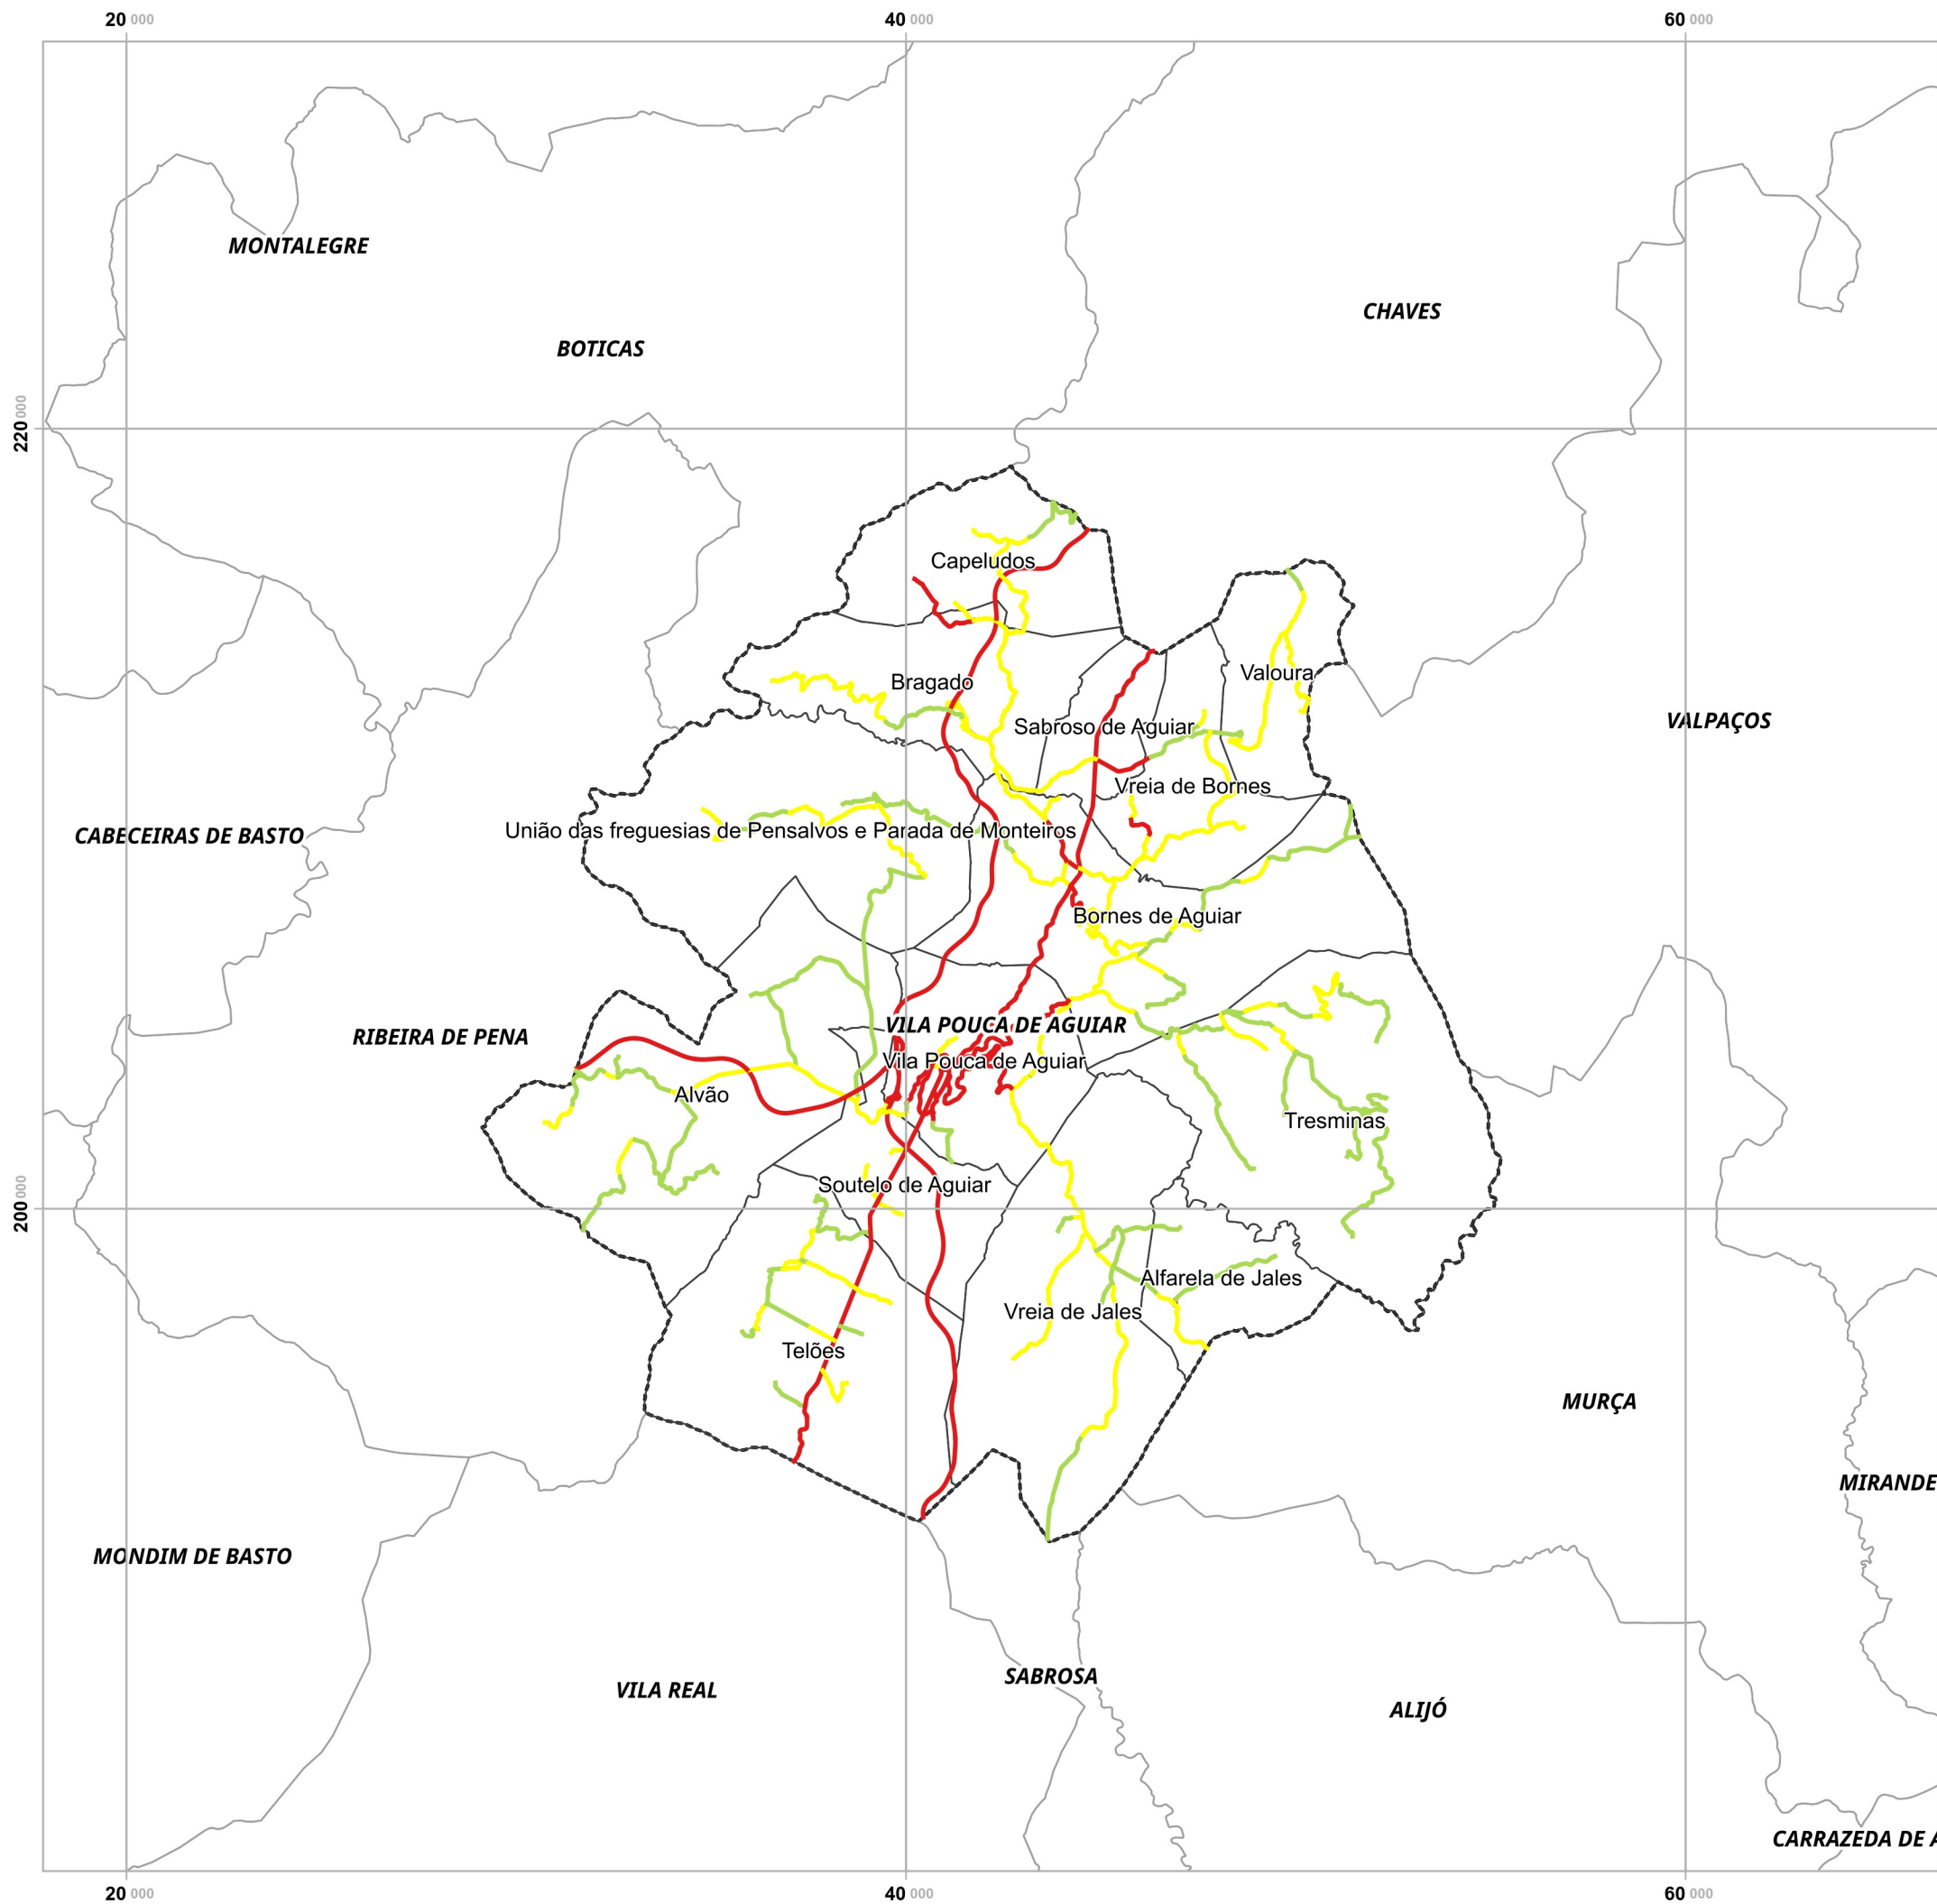 20 000
40 000
60 000
MONTALEGRE
CHAVES
BOTICAS
220 000
Capeludos
Valoura
Bragado
VALPAÇOS
Sabroso de Aguiar
Vreia de Bornes
União das freguesias de Pensalvos e Parada de Monteiros
CABECEIRAS DE BASTO
Bornes de Aguiar
VILA POUCA DE AGUIAR
RIBEIRA DE PENA
Vila Pouca de Aguiar
Alvão
Tresminas
Soutelo de Aguiar
200 000
Alfarela de Jales
Vreia de Jales
Telões
MURÇA
MIRANDE
MONDIM DE BASTO
SABROSA
VILA REAL
ALIJÓ
CARRAZEDA DE A
20 000
40 000
60 000